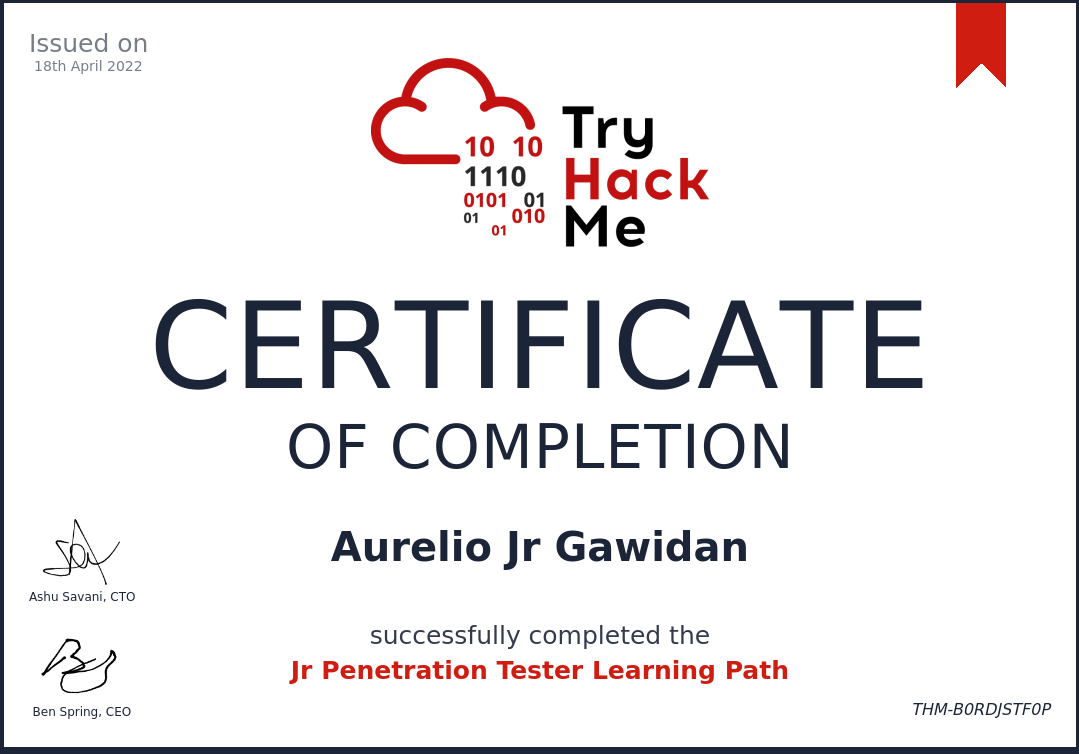 Issued on
18th April 2022
10 10
1110
0101 01
01 010
01
Try
Hack
Me
CERTIFICATE
OF COMPLETION
Aurelio Jr Gawidan
Ashu Savani, CTO
successfully completed the
Jr Penetration Tester Learning Path
Ben Spring, CEO
THM-B0RDJSTF0P